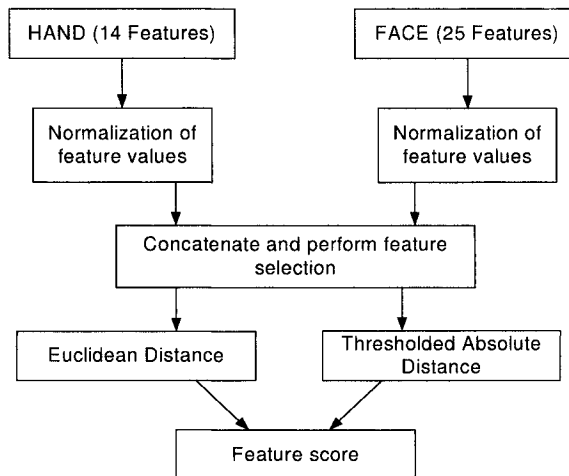 HAND (14 Features)
FACE (25 Features)
Normalization of
feature values
Normalization of
feature values
Concatenate and perform feature
selection
Euclidean Distance
Thresholded Absolute
Distance
Feature score